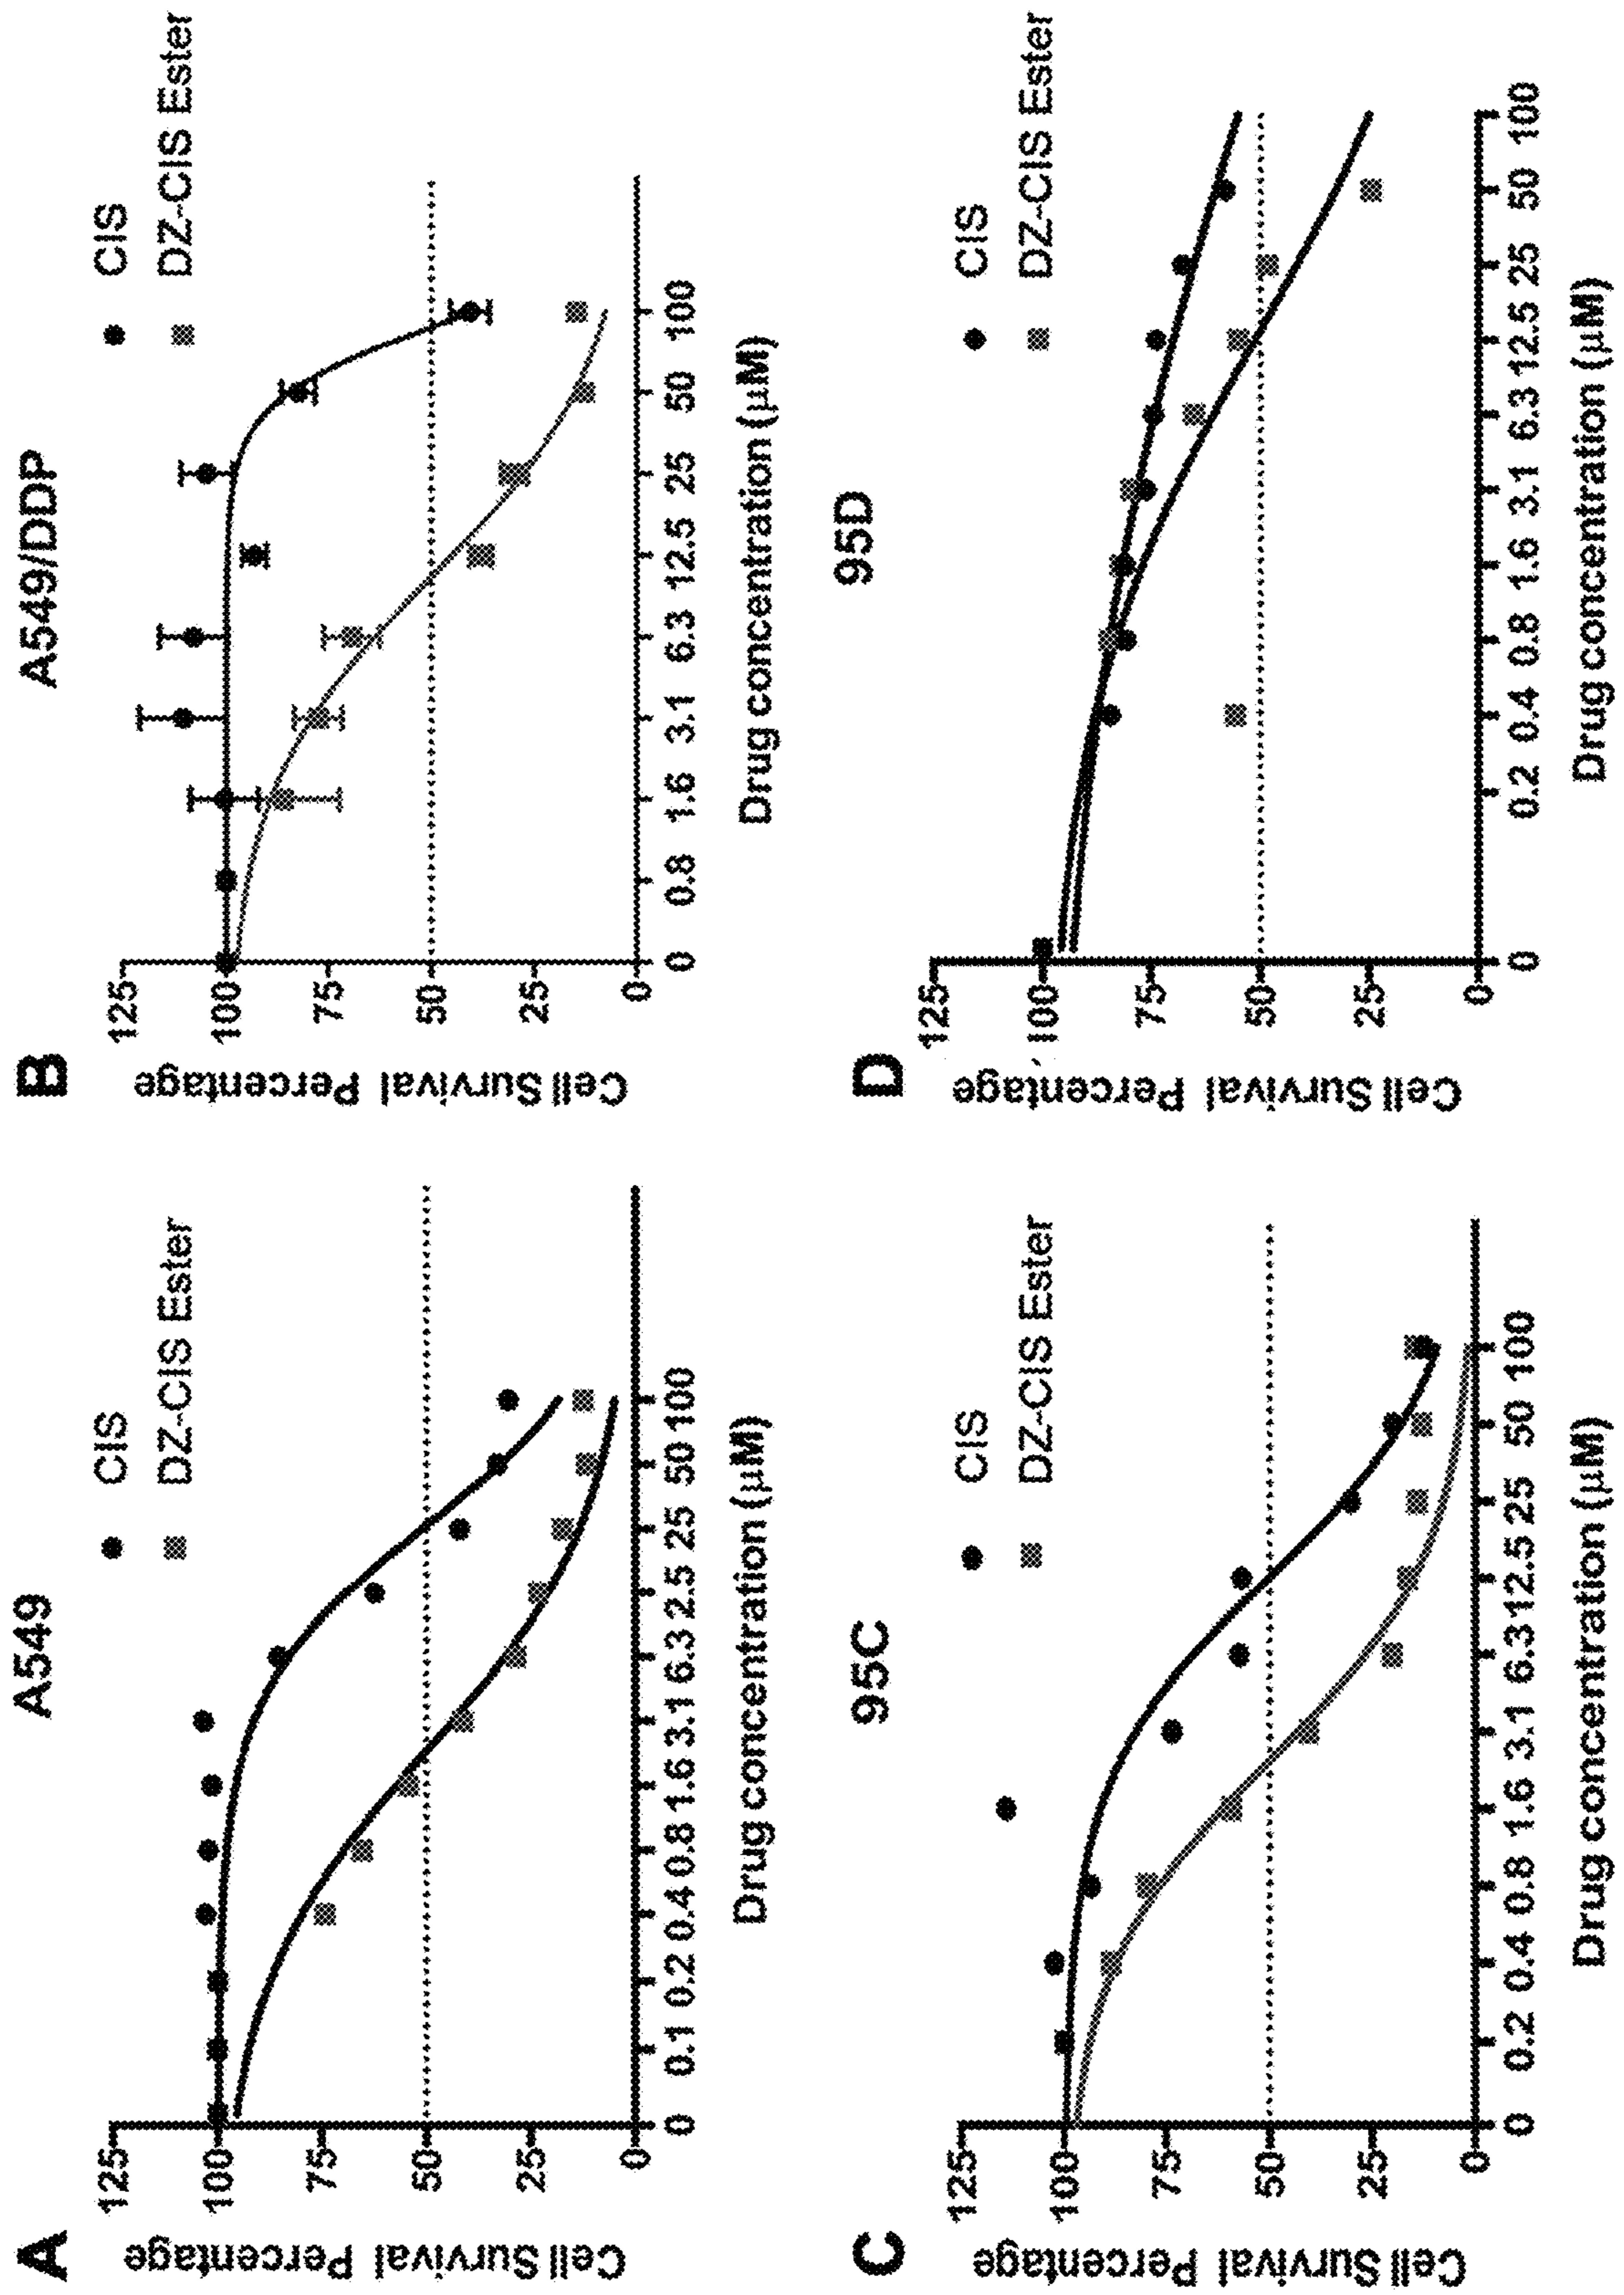 A
A549
CIS
DZ-CIS Ester
Cell Survival Percentage
125
100
75
50
25
0
0 0.1 0.2 0.4 0.8 1.6 3.1 6.3 2.5 25 50 100
Drug concentration (μM)
B
A549/DDP
CIS
DZ-CIS Ester
Cell Survival Percentage
125
100
75
50
25
0
0 0.8 1.6 3.1 6.3 12.5 25 50 100
Drug concentration (μM)
C
95C
CIS
DZ-CIS Ester
Cell Survival Percentage
125
100
75
50
25
0
0 0.2 0.4 0.8 1.6 3.1 6.3 12.5 25 50 100
Drug concentration (μM)
D
95D
CIS
DZ-CIS Ester
Cell Survival Percentage
125
100
75
50
25
0
0 0.2 0.4 0.8 1.6 3.1 6.3 12.5 25 50 100
Drug concentration (μM)